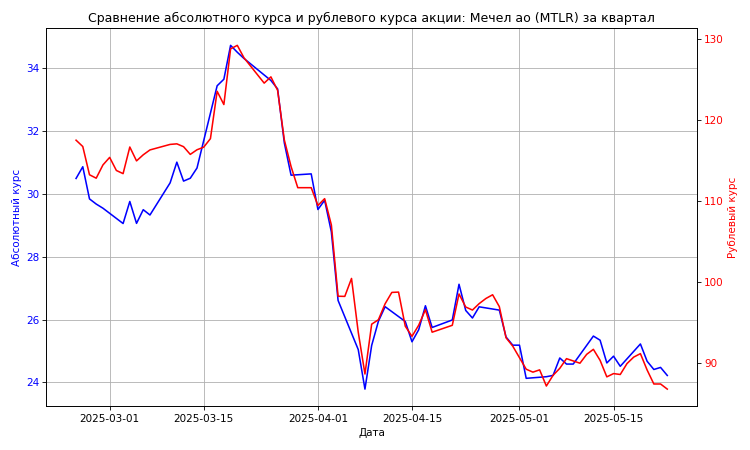 Сравнение абсолютного курса и рублевого курса акции: Мечел ао (MTLR) за квартал
Абсолютный курс
34
32
30
28
26
24
130
120
110
100
90
Рублевый курс
2025-03-01 2025-03-15 2025-04-01 2025-04-15 2025-05-01 2025-05-15
Дата